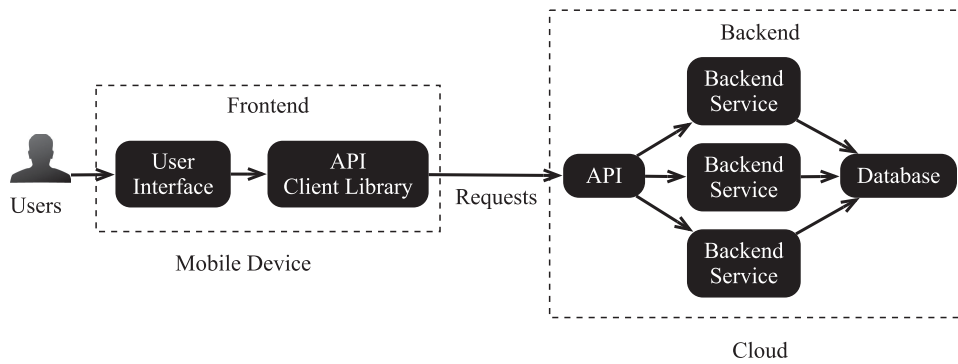 Backend
Backend
Service
Frontend
User
Interface
API
Client Library
API
Backend
Service
Database
Users
Requests
Backend
Service
Mobile Device
Cloud